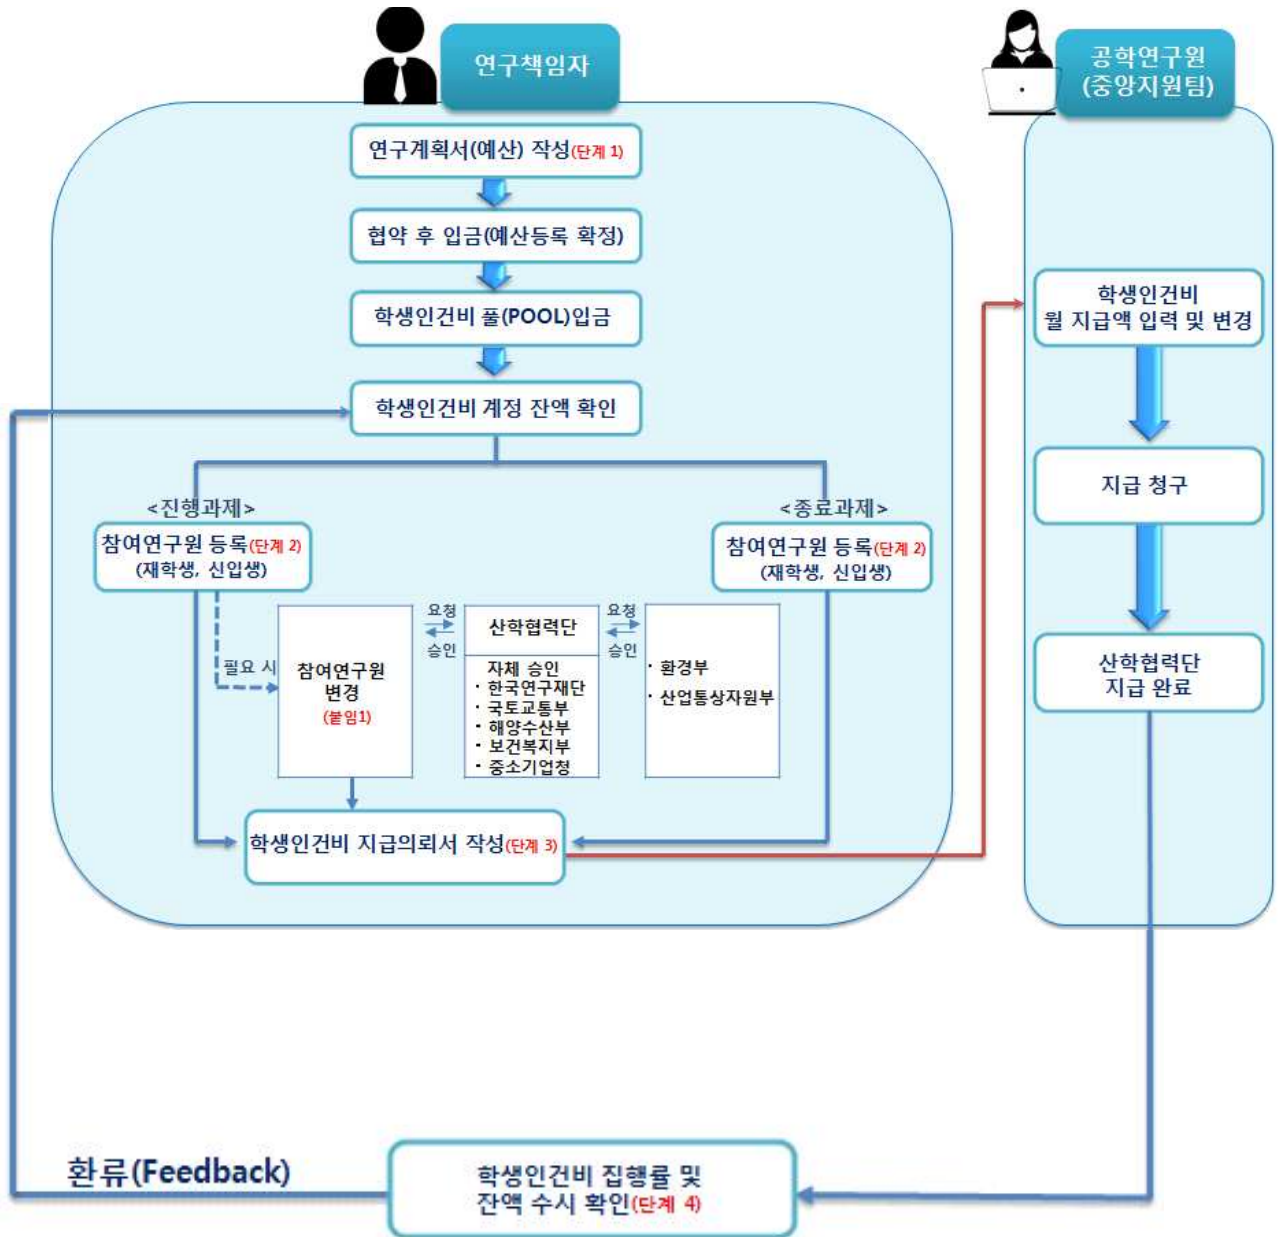 연구책임자
공학연구원
(중앙지원팀)
연구계획서(예산) 작성(단계 1)
협약 후 입금(예산등록 확정)
학생인건비 풀(POOL)입금
학생인건비 계정 잔액 확인
<진행과제>
참여연구원 등록(단계 2)
(재학생, 신입생)
<종료과제>
참여연구원 등록(단계 2)
(재학생, 신입생)
필요 시
참여연구원
변경
(붙임1)
요청
승인
산학협력단
자체 승인
· 한국연구재단
· 국토교통부
· 해양수산부
· 보건복지부
· 중소기업청
요청
승인
· 환경부
· 산업통상자원부
학생인건비 지급의뢰서 작성(단계 3)
학생인건비
월 지급액 입력 및 변경
지급 청구
산학협력단
지급 완료
환류(Feedback)
학생인건비 집행률 및
잔액 수시 확인(단계 4)